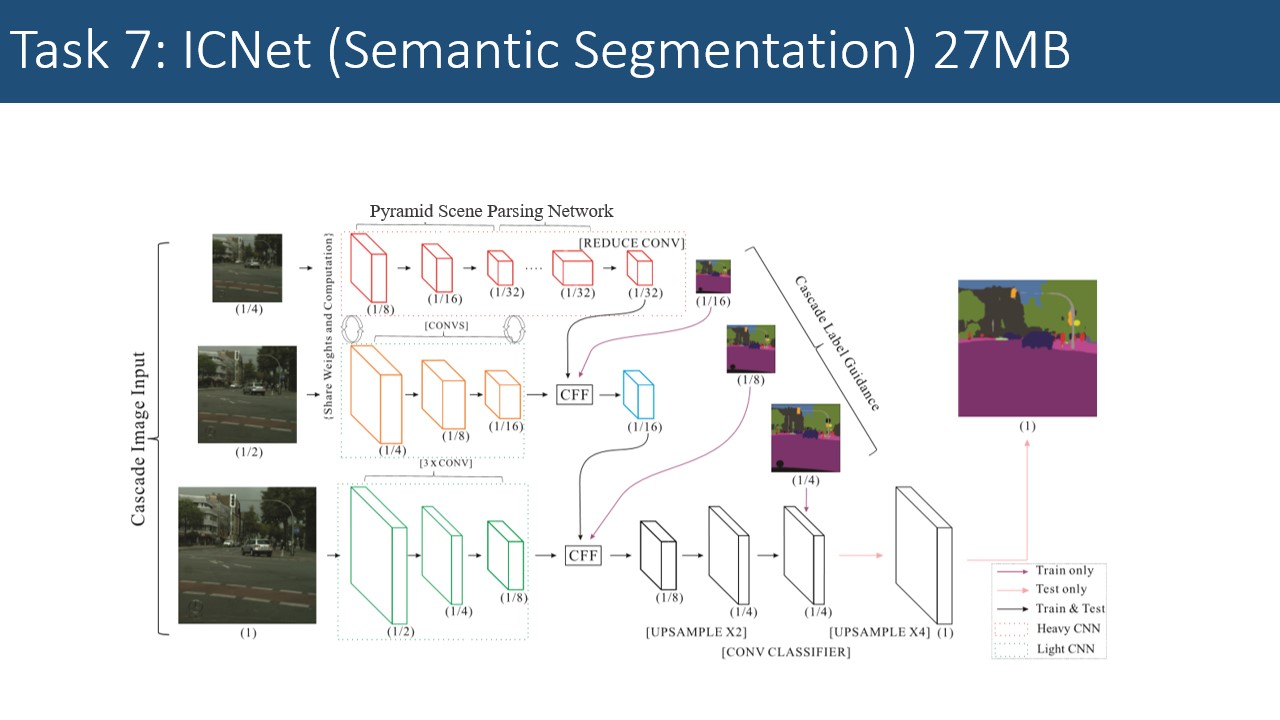 Task 7: ICNet (Semantic Segmentation) 27MB
Pyramid Scene Parsing Network
[REDUCE CONV]
(1/4)
(1/8)
(1/16)
(1/32)
(1/32)
(1/32)
(1/16)
{Share Weights and Computation}
[CONVS]
Cascade Image Input
(1/2)
(1/4)
(1/8)
(1/16)
CFF
(1/16)
(1/8)
Cascade Label Guidance
(1/4)
(1)
[3 X CONV]
(1)
(1/2)
(1/4)
(1/8)
CFF
(1/8)
(1/4)
(1/4)
[UPSAMPLE X2]
[UPSAMPLE X4] (1)
[CONV CLASSIFIER]
Train only
Test only
Train & Test
Heavy CNN
Light CNN